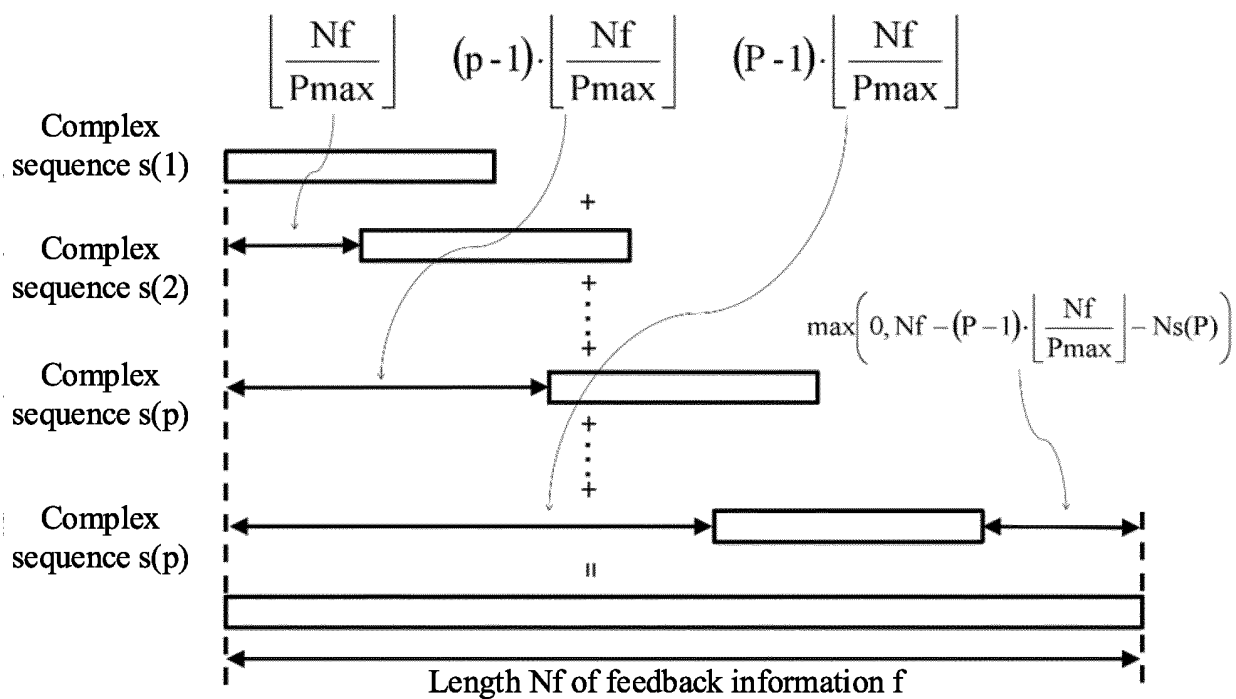 ⌊Nf/Pmax⌋ (p-1)·⌊Nf/Pmax⌋ (P-1)·⌊Nf/Pmax⌋
Complex
sequence s(1)
+
Complex
sequence s(2)
+
+
max(0, Nf－(P－1)·⌊Nf/Pmax⌋－Ns(P))
Complex
sequence s(p)
+
+
Complex
sequence s(p)
=
Length Nf of feedback information f